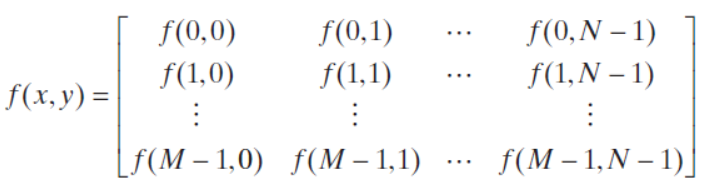 f(0,0) f(0,1) ⋯ f(0,N − 1)
f(1,0) f(1,1) ⋯ f(1,N − 1)
f(x,y) =
⋮ ⋮ ⋮
f(M − 1,0) f(M − 1,1) ⋯ f(M − 1,N − 1)